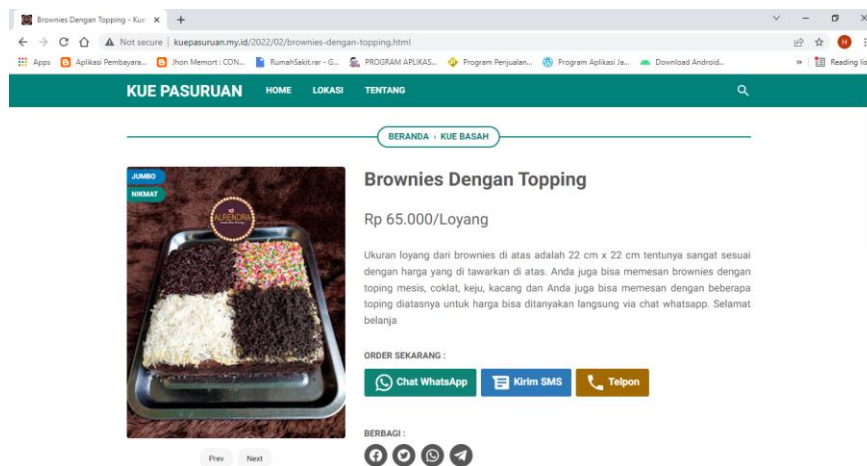 Brownies Dengan Topping - Kue
Not secure | kuepasuruan.my.id/2022/02/brownies-dengan-topping.html
H
Apps Aplikasi Pembayara... Jhon Memort : CON... RumahSakit.rar - G... PROGRAM APLIKAS... Program Penjualan... Program Aplikasi Ja... Download Android... » Reading lis
KUE PASURUAN HOME LOKASI TENTANG
BERANDA › KUE BASAH
JUMBO
NIKMAT
ALRENDRA
Brownies Dengan Topping
Rp 65.000/Loyang
Ukuran loyang dari brownies di atas adalah 22 cm x 22 cm tentunya sangat sesuai
dengan harga yang di tawarkan di atas. Anda juga bisa memesan brownies dengan
toping mesis, coklat, keju, kacang dan Anda juga bisa memesan dengan beberapa
toping diatasnya untuk harga bisa ditanyakan langsung via chat whatsapp. Selamat
belanja
ORDER SEKARANG :
Chat WhatsApp Kirim SMS Telpon
BERBAGI :
Prev Next